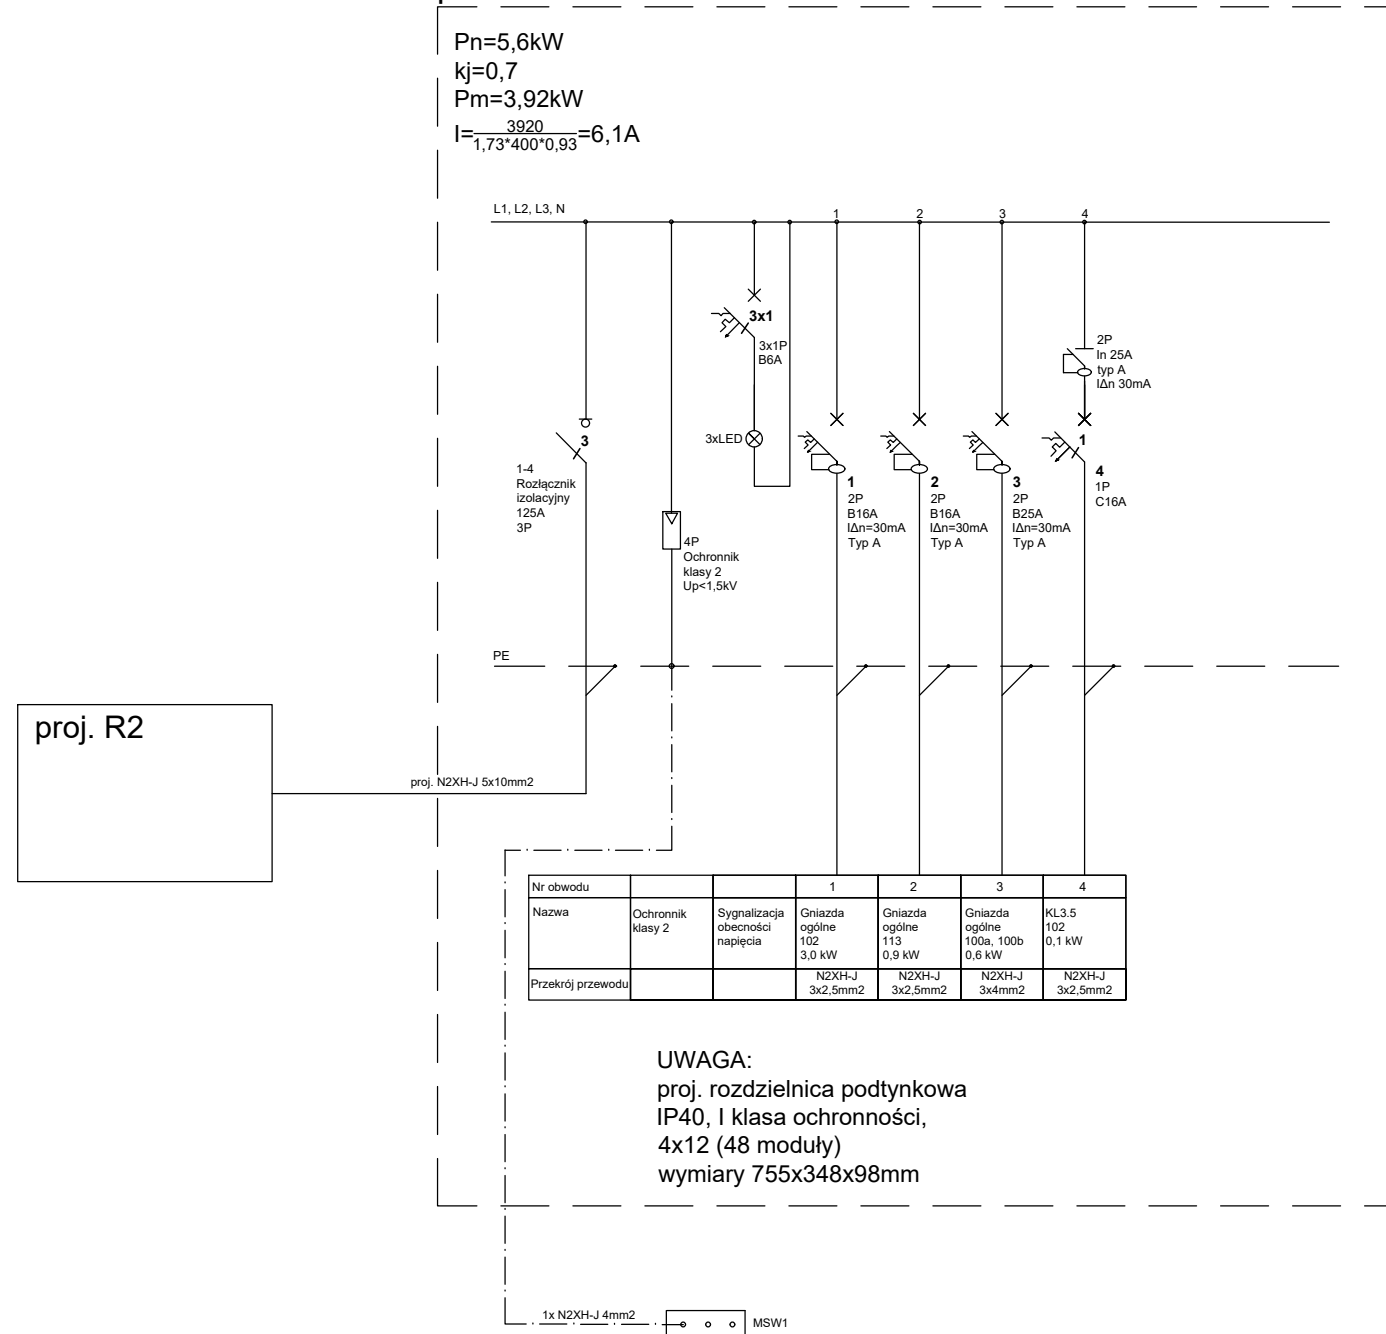 Pn=5,6kW
kj=0,7
Pm=3,92kW
I=3920/1,73*400*0,93=6,1A
L1, L2, L3, N
1
2
3
4
3x1
3x1P
B6A
3xLED
2P
In 25A
typ A
IΔn 30mA
3
1-4
Rozłącznik
izolacyjny
125A
3P
4P
Ochronnik
klasy 2
Up<1,5kV
1
2P
B16A
IΔn=30mA
Typ A
2
2P
B16A
IΔn=30mA
Typ A
3
2P
B25A
IΔn=30mA
Typ A
1
4
1P
C16A
PE
proj. R2
proj. N2XH-J 5x10mm2
Nr obwodu 1 2 3 4
Nazwa
Ochronnik
klasy 2
Sygnalizacja
obecności
napięcia
Gniazda
ogólne
102
3,0 kW
Gniazda
ogólne
113
0,9 kW
Gniazda
ogólne
100a, 100b
0,6 kW
KL3.5
102
0,1 kW
Przekrój przewodu
N2XH-J
3x2,5mm2
N2XH-J
3x2,5mm2
N2XH-J
3x4mm2
N2XH-J
3x2,5mm2
UWAGA:
proj. rozdzielnica podtynkowa
IP40, I klasa ochronności,
4x12 (48 moduły)
wymiary 755x348x98mm
1x N2XH-J 4mm2
MSW1